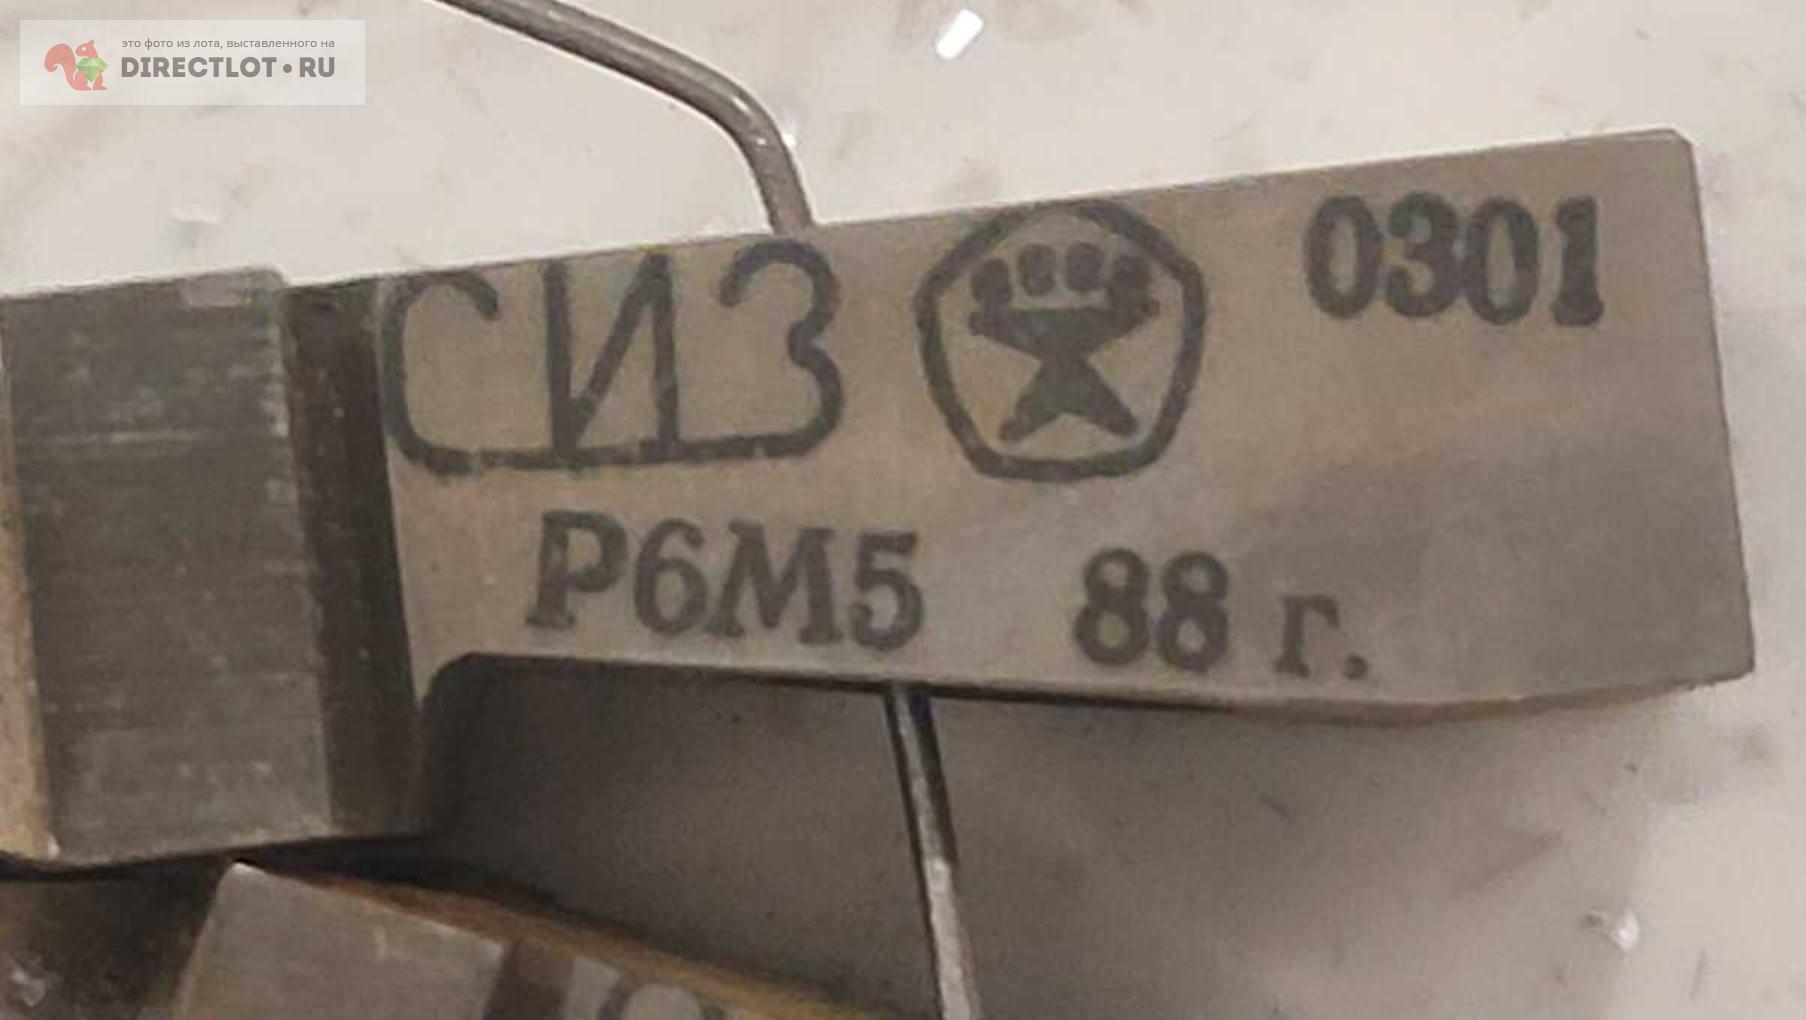 это фото из лота, выставленного на
DIRECTLOT•RU
СИЗ 0301
Р6М5 88 г.